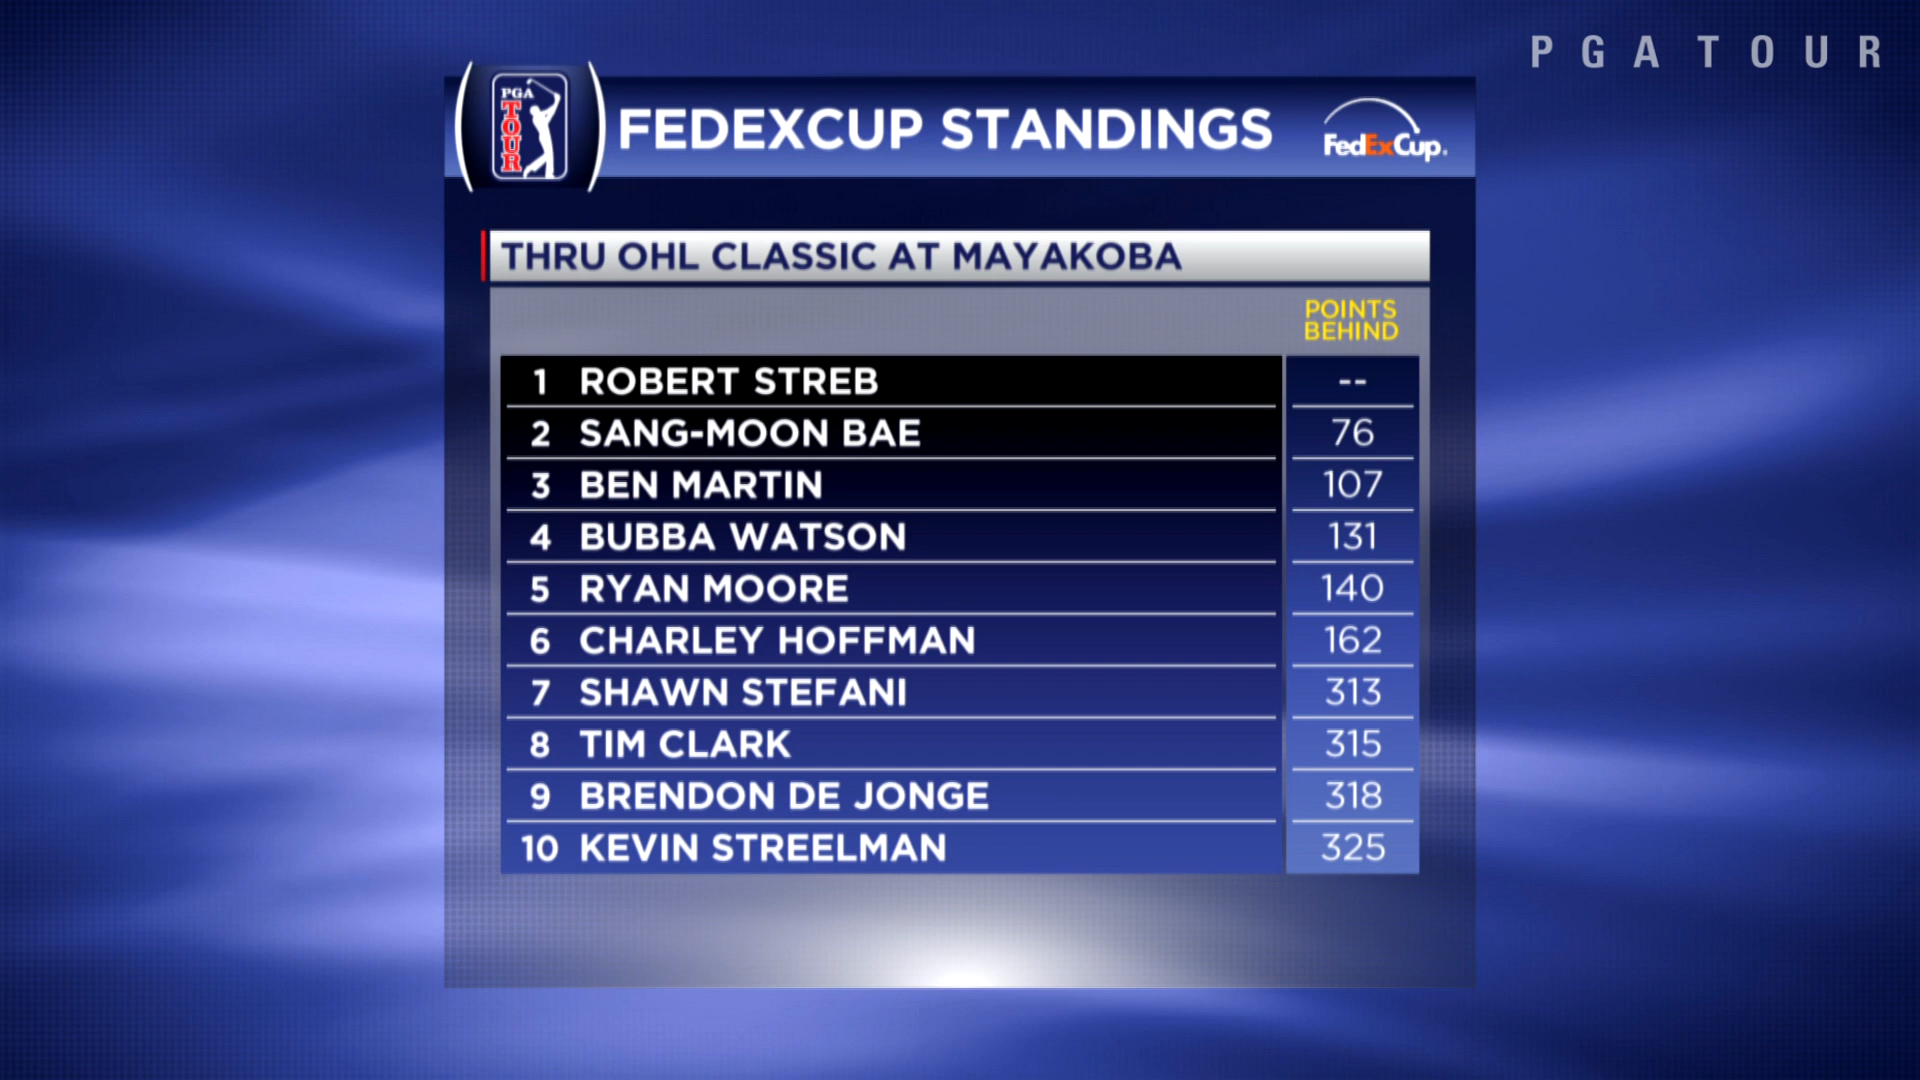 PGA TOUR
PGA
TOUR
FEDEXCUP STANDINGS
FedExCup.
THRU OHL CLASSIC AT MAYAKOBA
POINTS
BEHIND
1 ROBERT STREB --
2 SANG-MOON BAE 76
3 BEN MARTIN 107
4 BUBBA WATSON 131
5 RYAN MOORE 140
6 CHARLEY HOFFMAN 162
7 SHAWN STEFANI 313
8 TIM CLARK 315
9 BRENDON DE JONGE 318
10 KEVIN STREELMAN 325